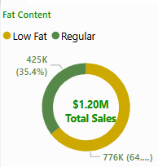 Fat Content
Low Fat Regular
425K
(35.4%)
$1.20M
Total Sales
776K (64....)